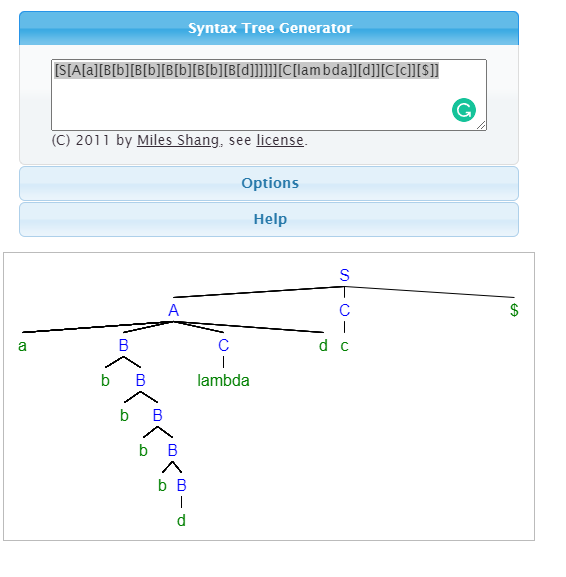 Syntax Tree Generator
[S[A[a][B[b][B[b][B[b][B[b][B[d]]]]]][C[lambda]][d]][C[c]][$]]
(C) 2011 by Miles Shang, see license.
Options
Help
S
A C $
a B C d c
b B lambda
b B
b B
b B
d